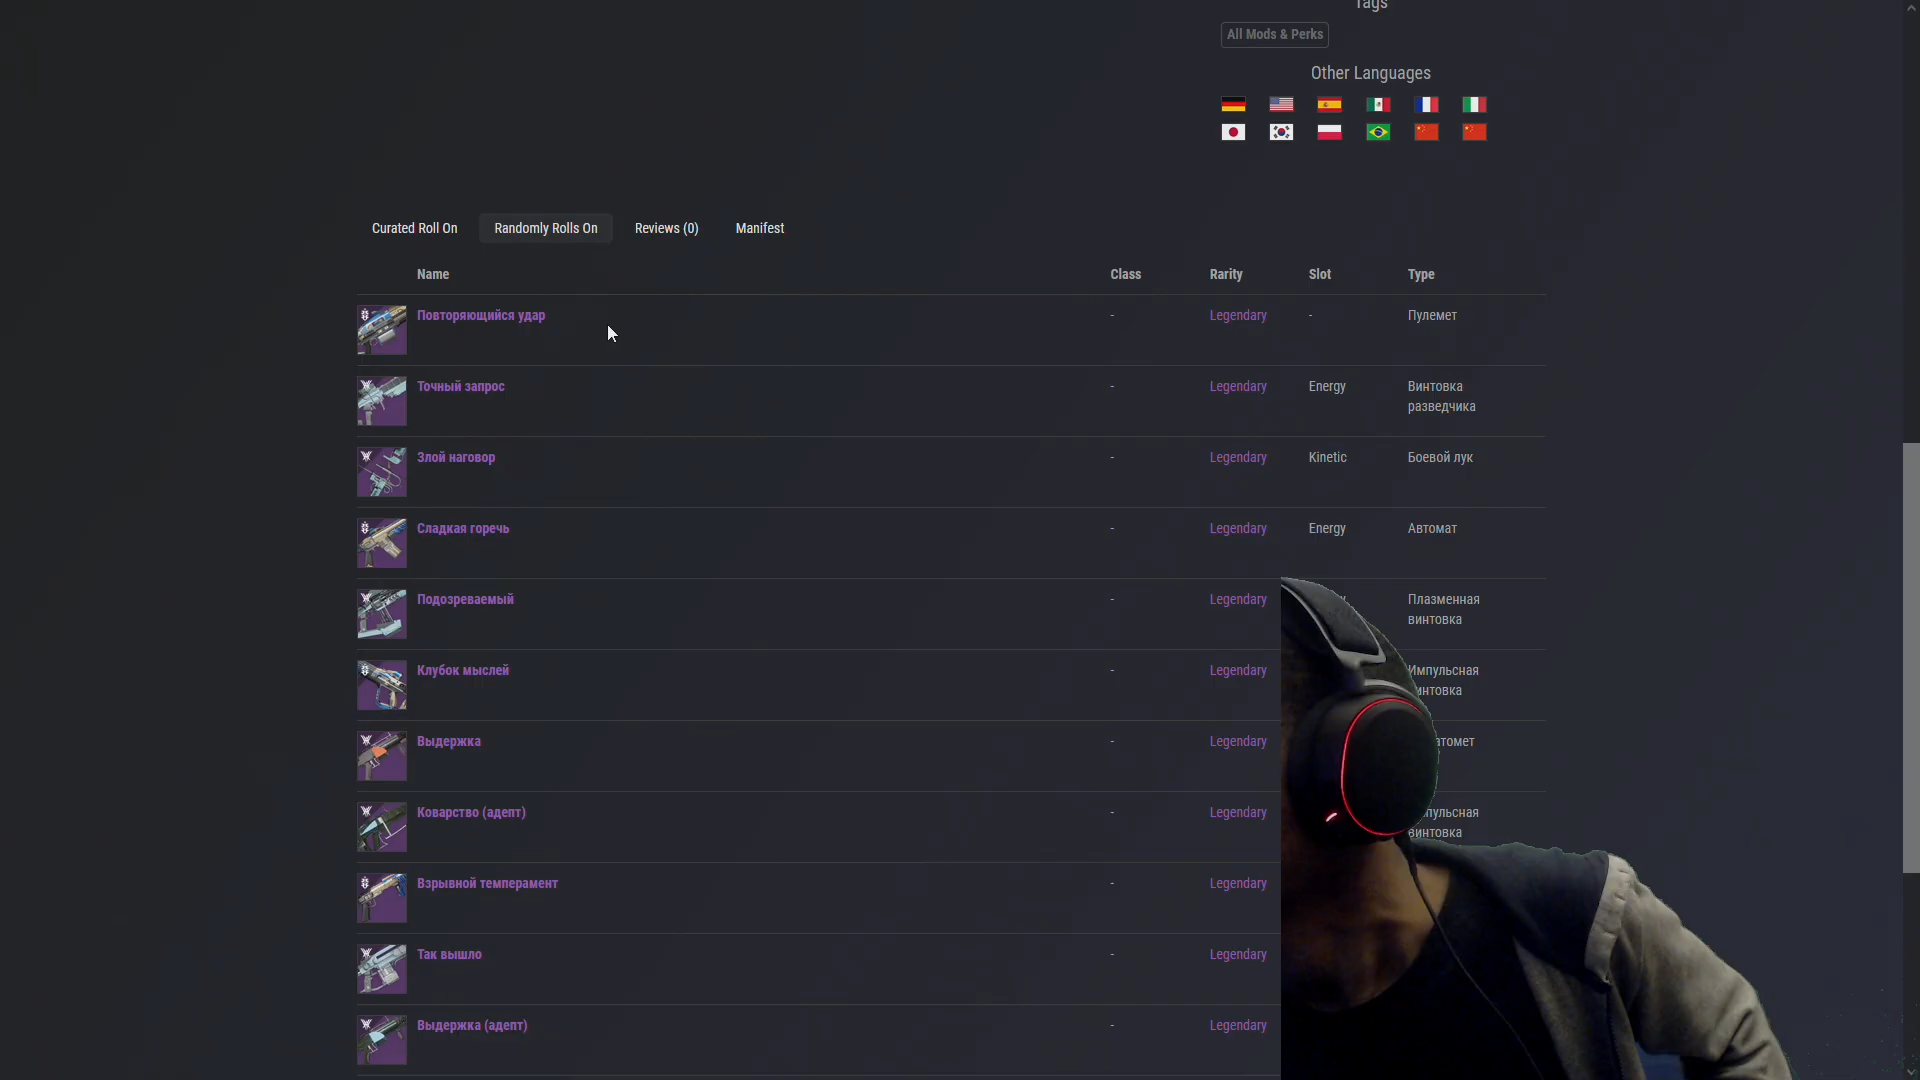 Tags
All Mods & Perks
Other Languages
Curated Roll On Randomly Rolls On Reviews (0) Manifest
Name Class Rarity Slot Type
Повторяющийся удар - Legendary - Пулемет
Точный запрос - Legendary Energy Винтовка
разведчика
Злой наговор - Legendary Kinetic Боевой лук
Сладкая горечь - Legendary Energy Автомат
Подозреваемый - Legendary Плазменная
винтовка
Клубок мыслей - Legendary Импульсная
винтовка
Выдержка - Legendary
Коварство (адепт) - Legendary
винтовка
Взрывной темперамент - Legendary
Так вышло - Legendary
Выдержка (адепт) - Legendary